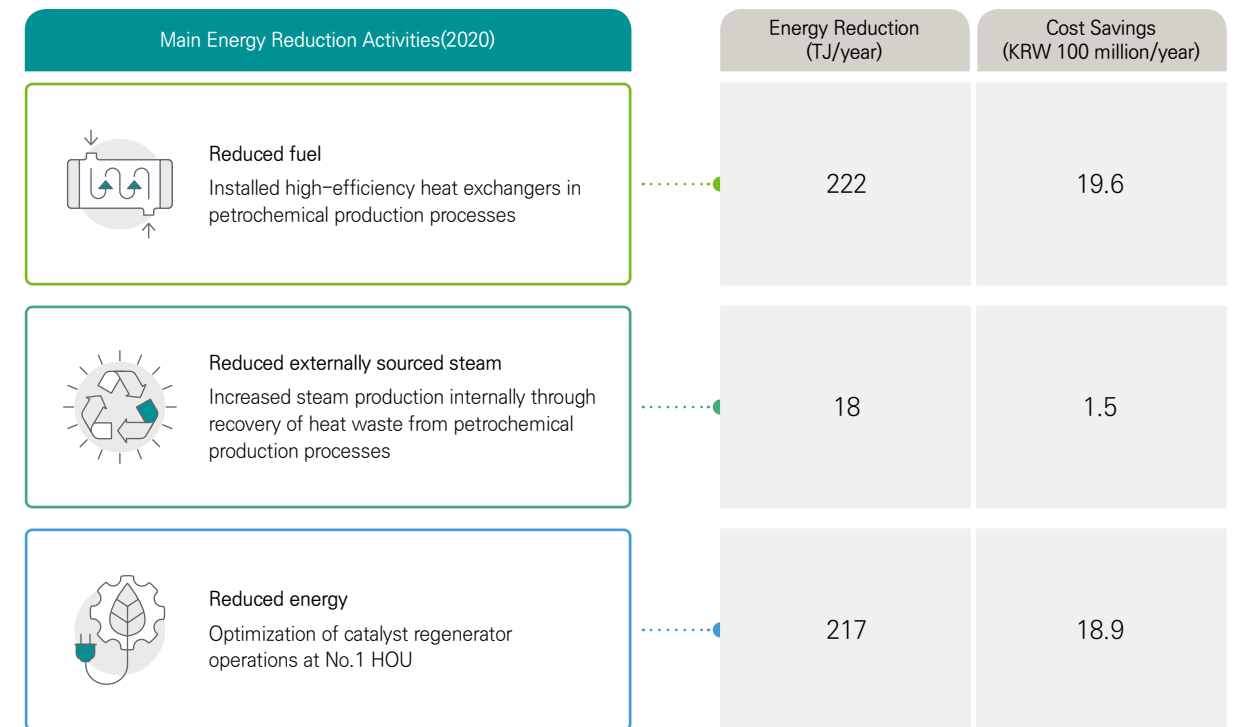 Main Energy Reduction Activities(2020)
Energy Reduction
(TJ/year)
Cost Savings
(KRW 100 million/year)
Reduced fuel
Installed high-efficiency heat exchangers in
petrochemical production processes
222
19.6
Reduced externally sourced steam
Increased steam production internally through
recovery of heat waste from petrochemical
production processes
18
1.5
Reduced energy
Optimization of catalyst regenerator
operations at No.1 HOU
217
18.9